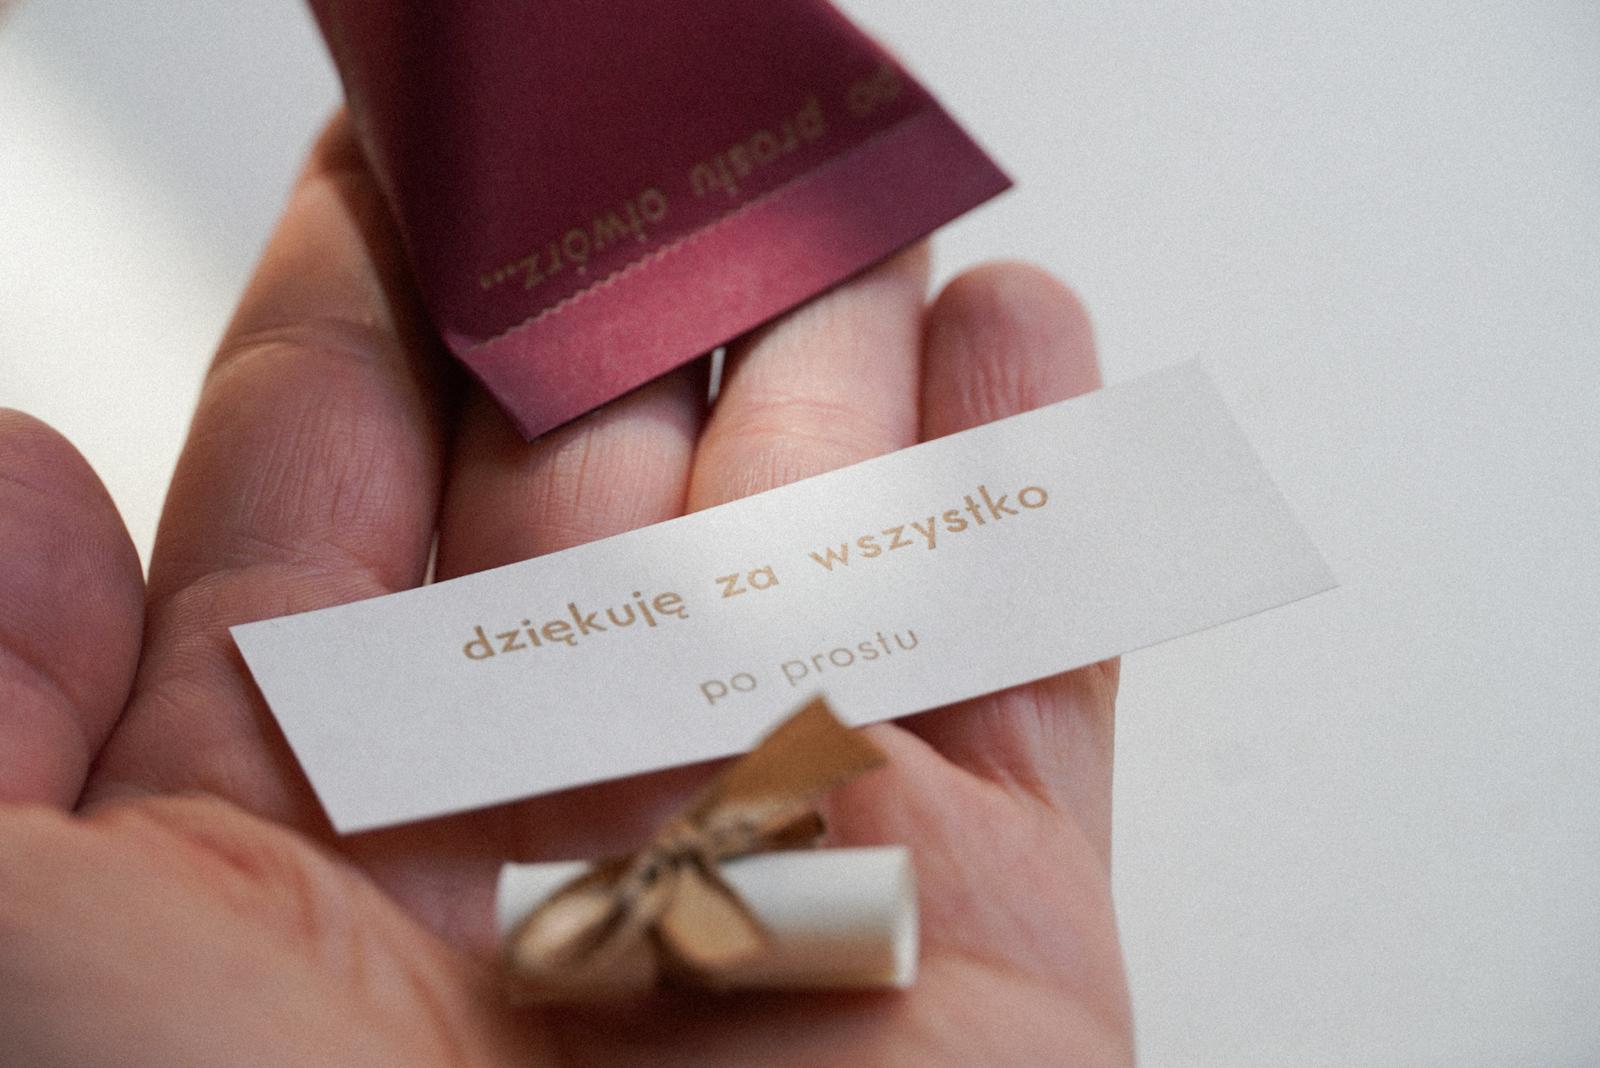 po prostu otwórz...
dziękuję za wszystko
po prostu